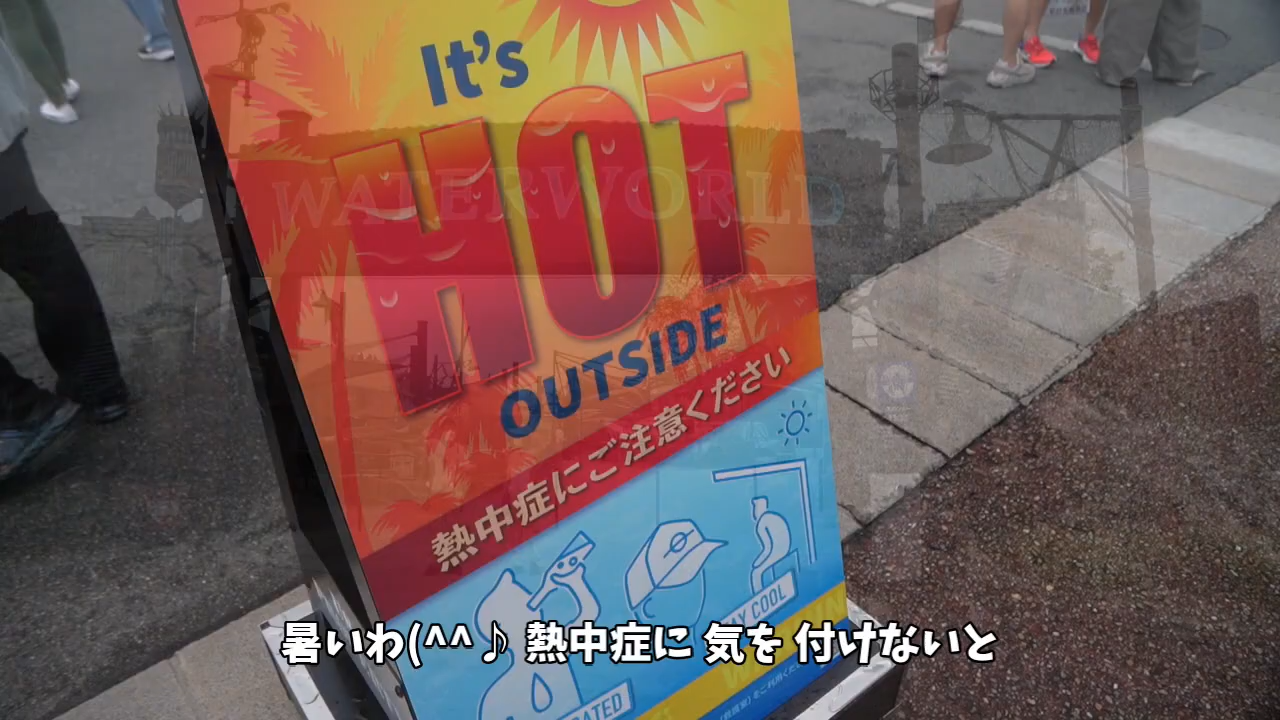 It's
HOT
WATERWORLD
OUTSIDE
熱中症にご注意ください
COOL
暑いわ(^^♪ 熱中症に 気を 付けないと